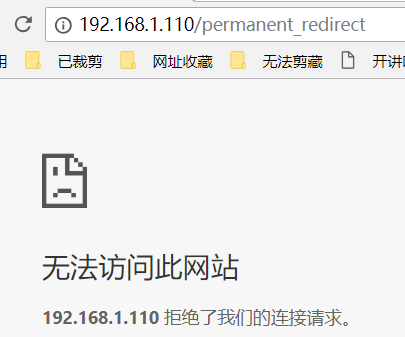 192.168.1.110/permanent_redirect
用 已裁剪 网址收藏 无法剪藏 开讲
无法访问此网站
192.168.1.110 拒绝了我们的连接请求。